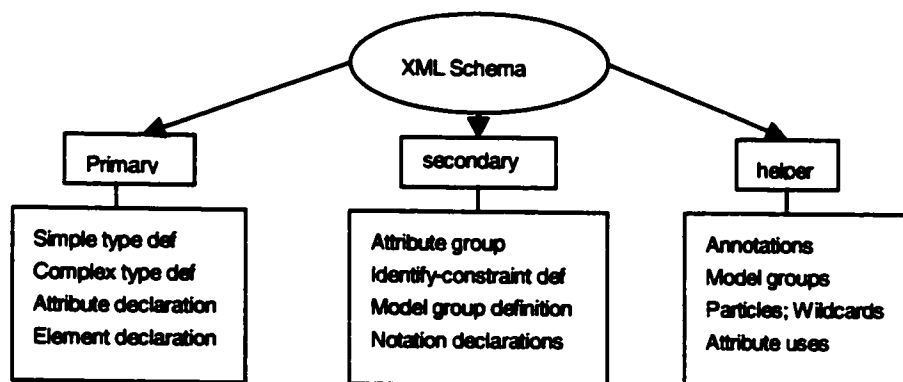 XML Schema
Primary
secondary
helper
Simple type def
Complex type def
Attribute declaration
Element declaration
Attribute group
Identify-constraint def
Model group definition
Notation declarations
Annotations
Model groups
Particles; Wildcards
Attribute uses